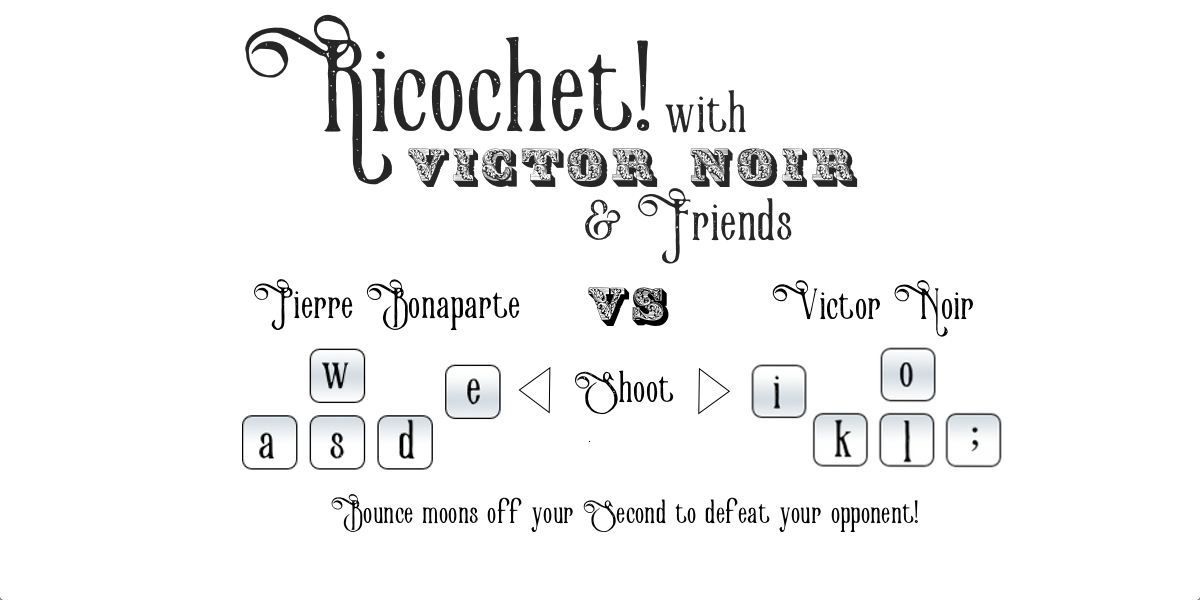 Ricochet! with
VICTOR NOIR
& Friends
Pierre Bonaparte VS Victor Noir
w o
e Shoot i
a s d k l ;
Bounce moons off your Second to defeat your opponent!